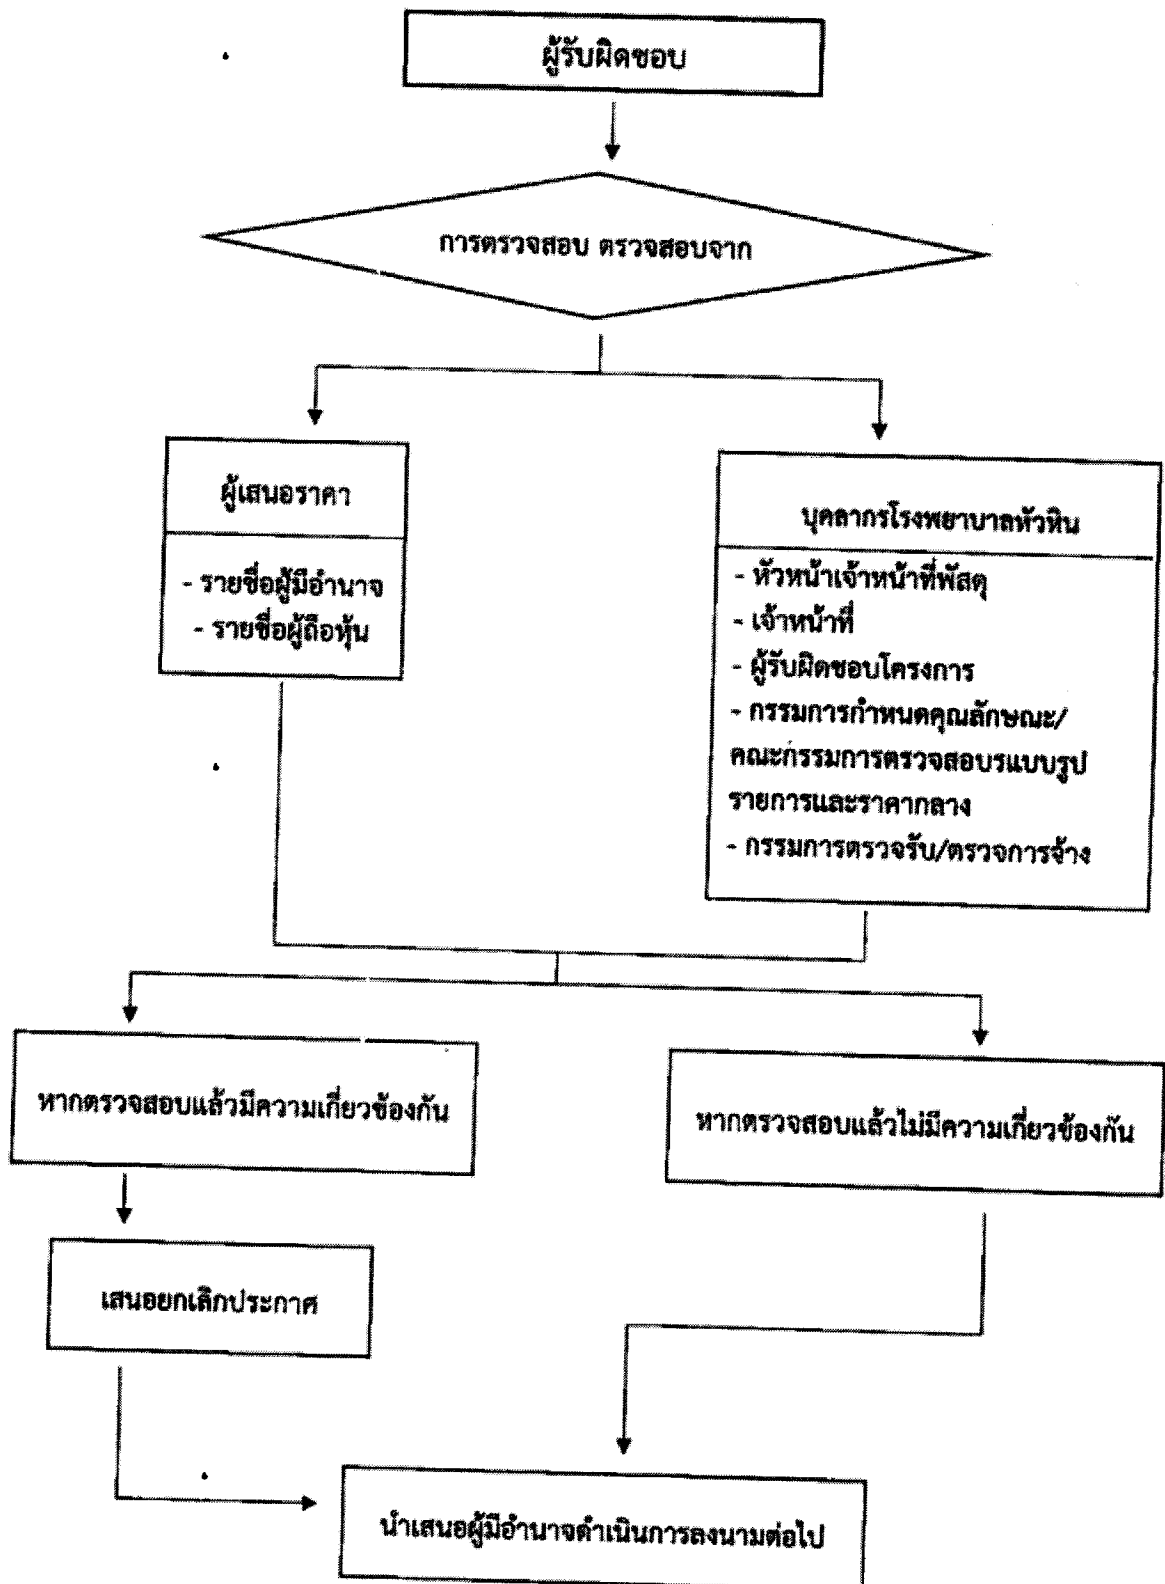 ผู้รับผิดชอบ
การตรวจสอบ ตรวจสอบจาก
ผู้เสนอราคา
- รายชื่อผู้มีอำนาจ
- รายชื่อผู้ถือหุ้น
บุคลากรโรงพยาบาลหัวหิน
- หัวหน้าเจ้าหน้าที่พัสดุ
- เจ้าหน้าที่
- ผู้รับผิดชอบโครงการ
- กรรมการกำหนดคุณลักษณะ/
คณะกรรมการตรวจสอบรแบบรูป
รายการและราคากลาง
- กรรมการตรวจรับ/ตรวจการจ้าง
หากตรวจสอบแล้วมีความเกี่ยวข้องกัน
หากตรวจสอบแล้วไม่มีความเกี่ยวข้องกัน
เสนอยกเลิกประกาศ
นำเสนอผู้มีอำนาจดำเนินการลงนามต่อไป